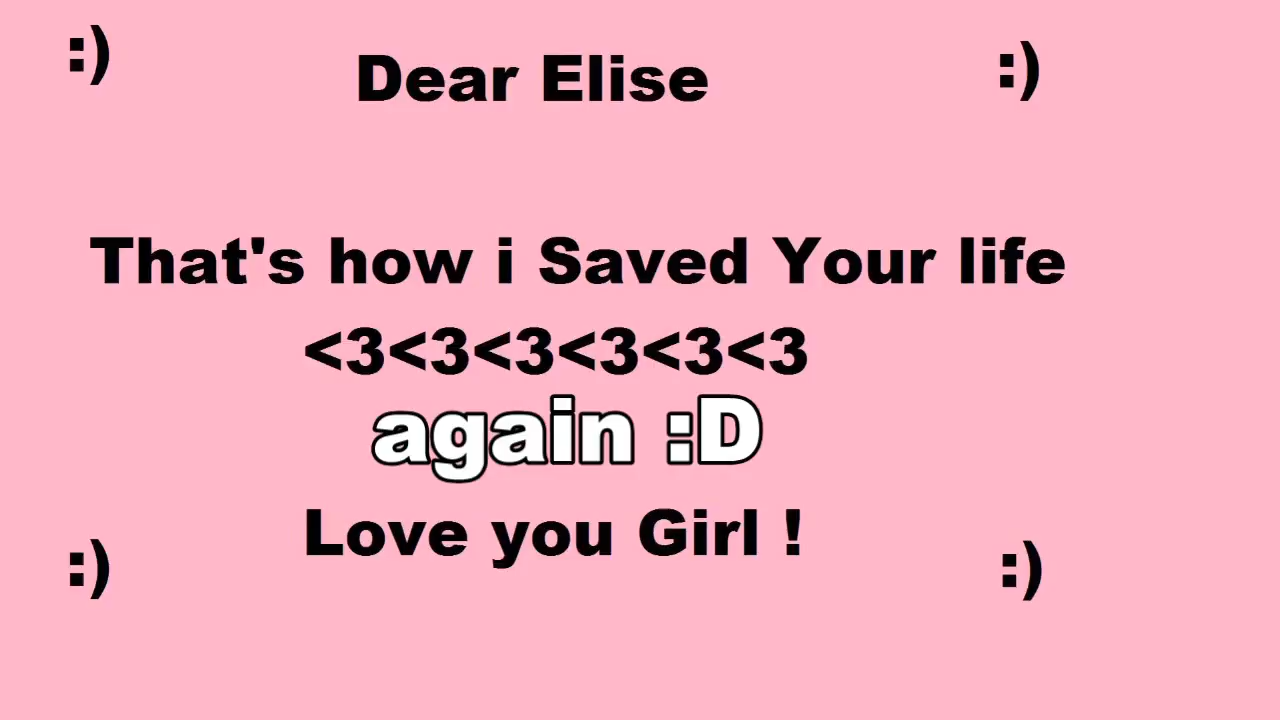 :)
Dear Elise
:)
That's how i Saved Your life
<3<3<3<3<3<3
again :D
Love you Girl !
:)
:)